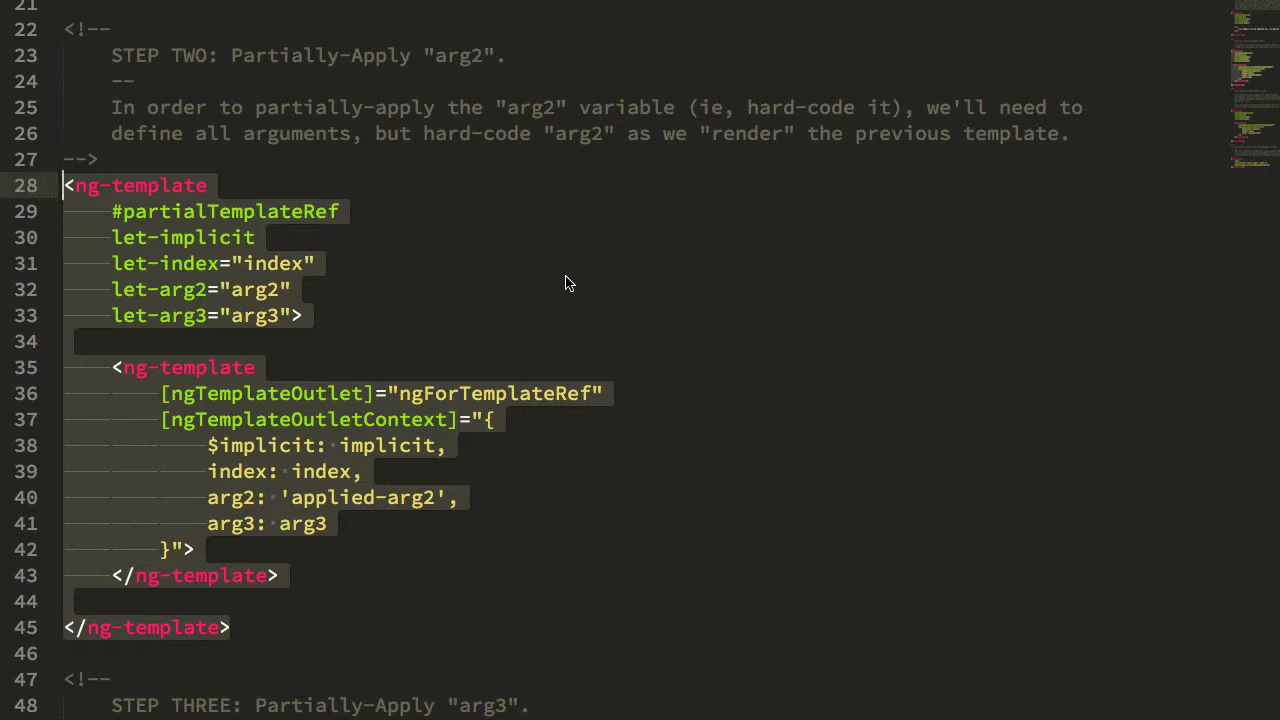 21
22 <!--
23 STEP TWO: Partially-Apply "arg2".
24 --
25 In order to partially-apply the "arg2" variable (ie, hard-code it), we'll need to
26 define all arguments, but hard-code "arg2" as we "render" the previous template.
27 -->
28 <ng-template
29 #partialTemplateRef
30 let-implicit
31 let-index="index"
32 let-arg2="arg2"
33 let-arg3="arg3">
34
35 <ng-template
36 [ngTemplateOutlet]="ngForTemplateRef"
37 [ngTemplateOutletContext]="{
38 $implicit: implicit,
39 index: index,
40 arg2: 'applied-arg2',
41 arg3: arg3
42 }">
43 </ng-template>
44
45 </ng-template>
46
47 <!--
48 STEP THREE: Partially-Apply "arg3".